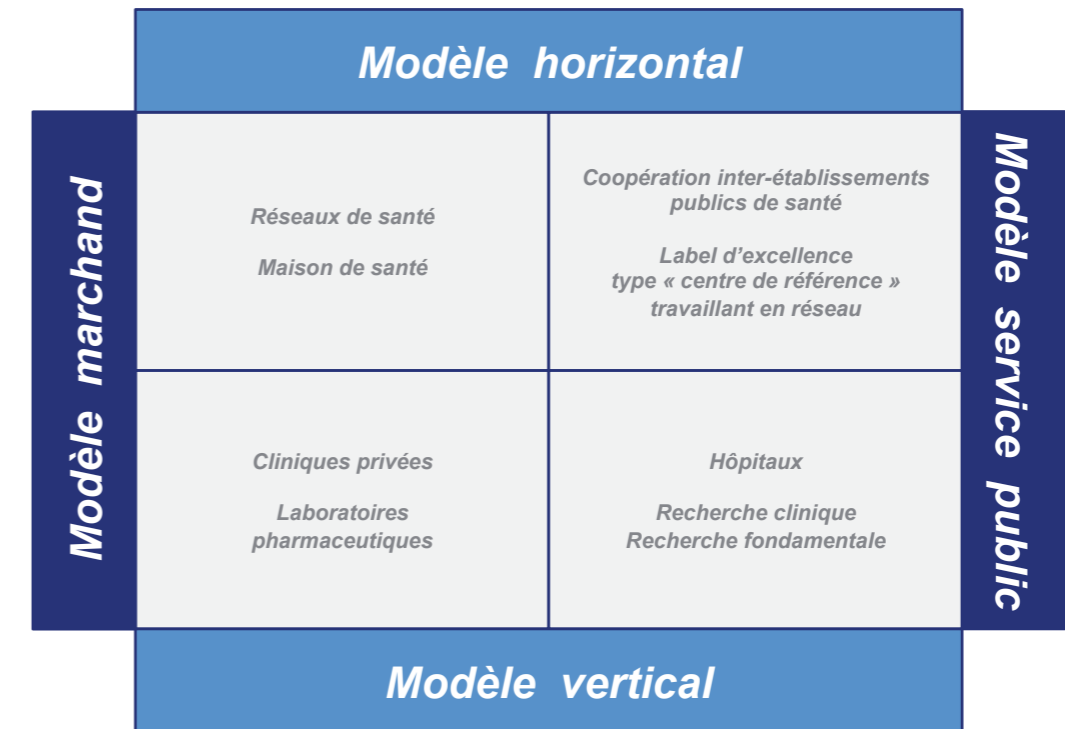 Modèle horizontal
Modèle marchand
Réseaux de santé
Maison de santé
Coopération inter-établissements
publics de santé
Label d’excellence
type « centre de référence »
travaillant en réseau
Modèle service public
Cliniques privées
Laboratoires
pharmaceutiques
Hôpitaux
Recherche clinique
Recherche fondamentale
Modèle vertical